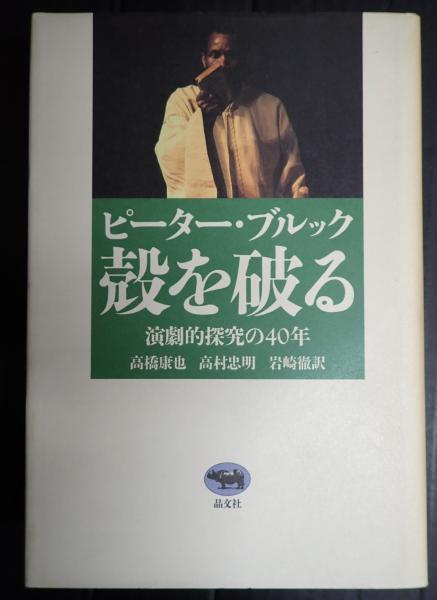 ピーター・ブルック
殻を破る
演劇的探究の40年
高橋康也 高村忠明 岩崎徹訳
晶文社